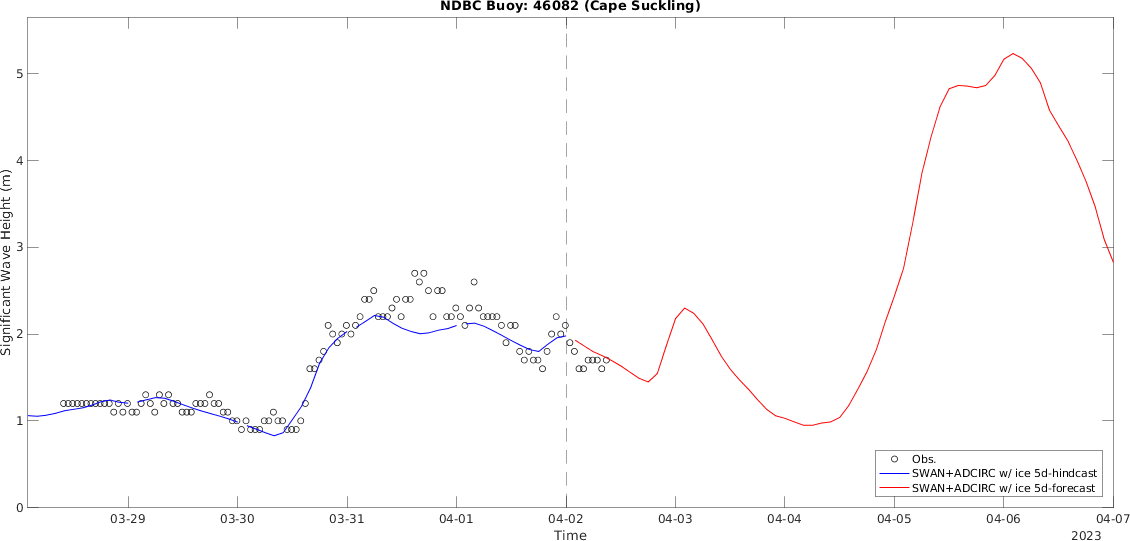 NDBC Buoy: 46082 (Cape Suckling)
Significant Wave Height (m)
5
4
3
2
1
0
Obs.
SWAN+ADCIRC w/ ice 5d-hindcast
SWAN+ADCIRC w/ ice 5d-forecast
03-29 03-30 03-31 04-01 04-02 04-03 04-04 04-05 04-06 04-07
Time
2023